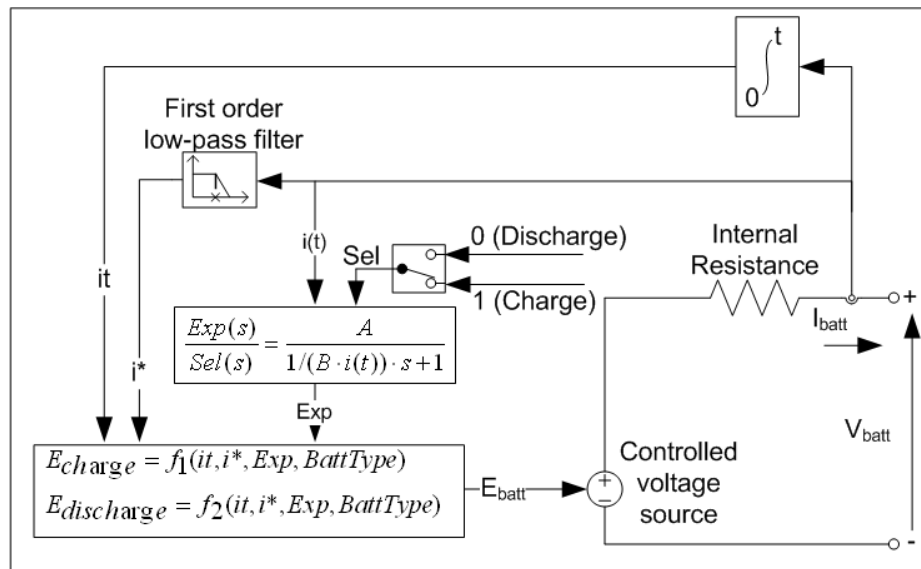 t
0
First order
low-pass filter
i(t)
0 (Discharge)
Sel
1 (Charge)
Internal
Resistance
+
I_batt
it
i*
Exp(s)/Sel(s) = A/(1/(B·i(t))·s+1)
Exp
V_batt
E_charge = f_1(it, i*, Exp, BattType)
E_discharge = f_2(it, i*, Exp, BattType)
E_batt
+
−
Controlled
voltage
source
-